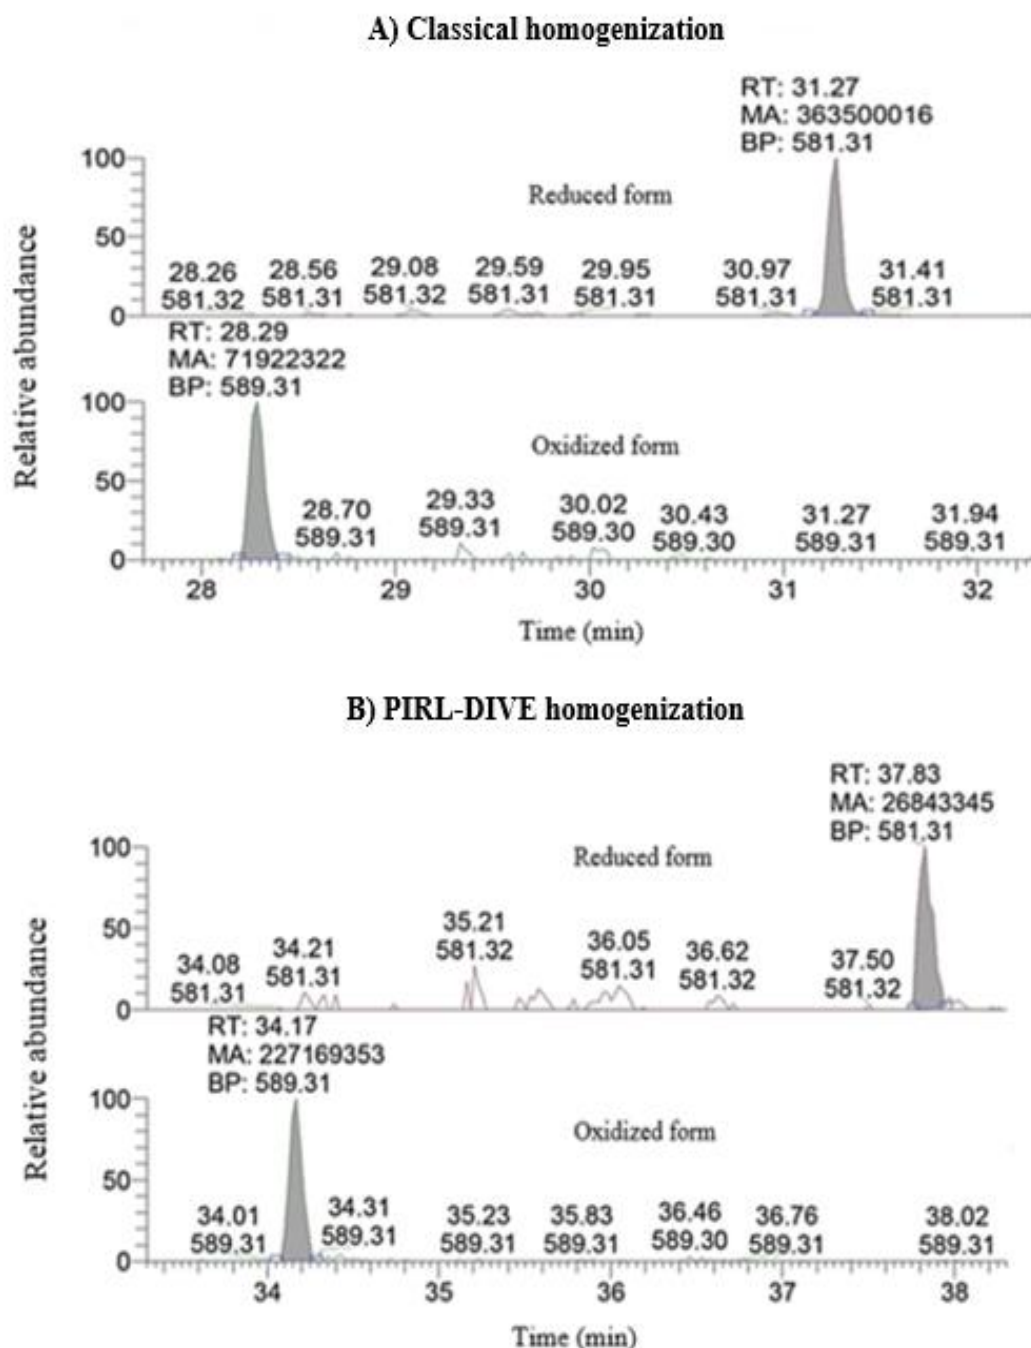 A) Classical homogenization
RT: 31.27
MA: 363500016
BP: 581.31
100
Reduced form
50
28.26 28.56 29.08 29.59 29.95 30.97 31.41
581.32 581.31 581.32 581.31 581.31 581.31 581.31
0
RT: 28.29
MA: 71922322
BP: 589.31
Relative abundance
100
Oxidized form
50
28.70 29.33 30.02 30.43 31.27 31.94
589.31 589.31 589.30 589.30 589.31 589.31
0
28 29 30 31 32
Time (min)
B) PIRL-DIVE homogenization
RT: 37.83
MA: 26843345
BP: 581.31
100
Reduced form
50
34.08 34.21 35.21 36.05 36.62 37.50
581.31 581.31 581.32 581.31 581.32 581.32
0
RT: 34.17
MA: 227169353
BP: 589.31
Relative abundance
100
Oxidized form
50
34.01 34.31 35.23 35.83 36.46 36.76 38.02
589.31 589.31 589.31 589.31 589.30 589.31 589.31
0
34 35 36 37 38
Time (min)